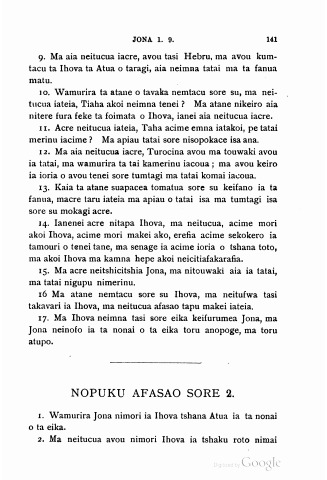 JONA 1. 9. 141
9. Ma aia neitucua iacre, avou tasi Hebru, ma avou kum-
tacu ta Ihova ta Atua o taragi, aia neimna tatai ma ta fanua
matu.
10. Wamurira ta atane o tavaka nemtacu sore su, ma nei-
tucua iateia, Tiaha akoi neimna tenei ? Ma atane nikeiro aia
nitere fura feke ta foimata o Ihova, ianei aia neitucua iacre.
11. Acre neitucua iateia, Taha acime emna iatakoi, pe tatai
merinu iacime ? Ma apiau tatai sore nisopokace isa ana.
12. Ma aia neitucua iacre, Turocina avou ma touwaki avou
ia tatai, ma wamurira ta tai kamerinu iacoua ; ma avou keiro
ia ioria o avou tenei sore tumtagi ma tatai komai iacoua.
13. Kaia ta atane suapacea tomatua sore su keifano ia ta
fanua, macre taru iateia ma apiau o tatai isa ma tumtagi isa
sore su mokagi acre.
14. Ianenei acre nitapa Ihova, ma neitucua, acime mori
akoi Ihova, acime mori makei ako, erefia acime sekokero ia
tamouri o tenei tane, ma senage ia acime ioria o tshana toto,
ma akoi Ihova ma kamna hepe akoi neicitiafakarafia.
15. Ma acre neitshicitshia Jona, ma nitouwaki aia ia tatai,
ma tatai nigupu nimerinu.
16 Ma atane nemtacu sore su Ihova, ma neitufwa tasi
takavari ia Ihova, ma neitucua afasao tapu makei iateia.
17. Ma Ihova neimna tasi sore eika keifurumea Jona, ma
Jona neinofo ia ta nonai o ta eika toru anopoge, ma toru
atupo.
NOPUKU AFASAO SORE 2.
1. Wamurira Jona nimori ia Ihova tshana Atua ia ta nonai
o ta eika.
2. Ma neitucua avou nimori Ihova ia tshaku roto nimai
Digitized by Google